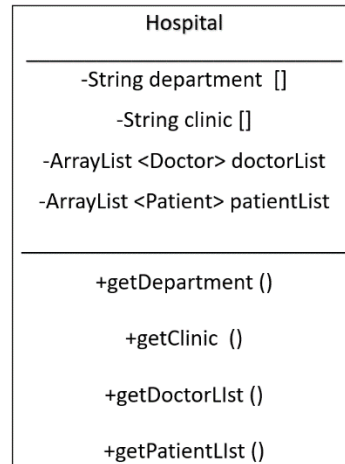 Hospital
-String department []
-String clinic []
-ArrayList <Doctor> doctorList
-ArrayList <Patient> patientList
+getDepartment ()
+getClinic ()
+getDoctorLIst ()
+getPatientLIst ()